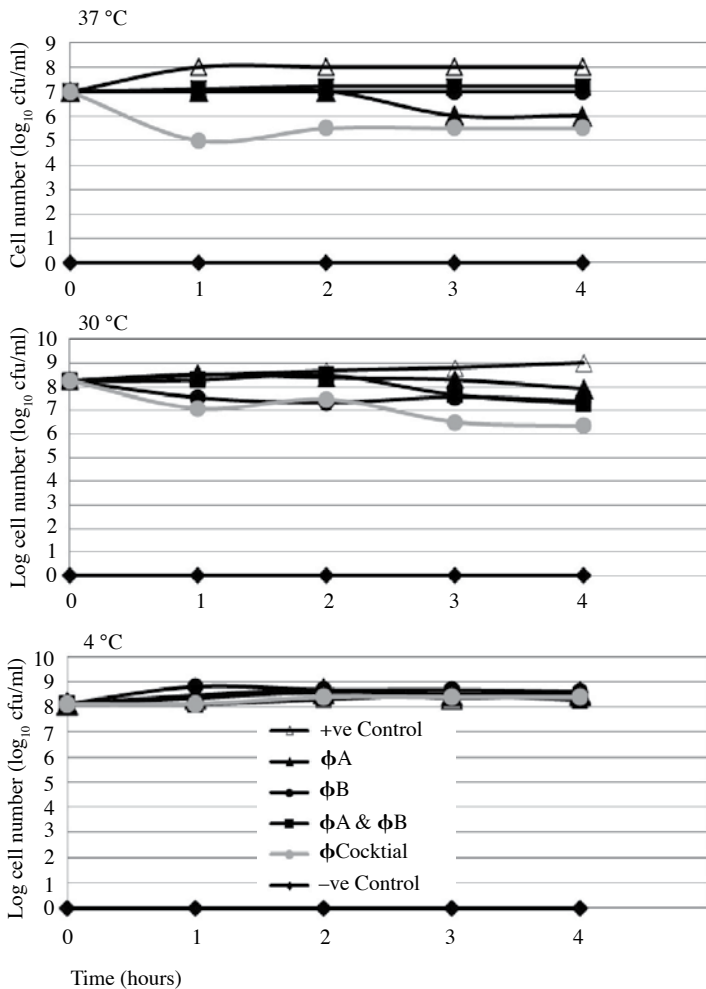 37 °C
Cell number (log10 cfu/ml)
9
8
7
6
5
4
3
2
1
0
0 1 2 3 4
30 °C
Log cell number (log10 cfu/ml)
10
9
8
7
6
5
4
3
2
1
0
0 1 2 3 4
4 °C
Log cell number (log10 cfu/ml)
10
9
8
7
6
5
4
3
2
1
0
+ve Control
ϕA
ϕB
ϕA & ϕB
ϕCocktial
–ve Control
0 1 2 3 4
Time (hours)